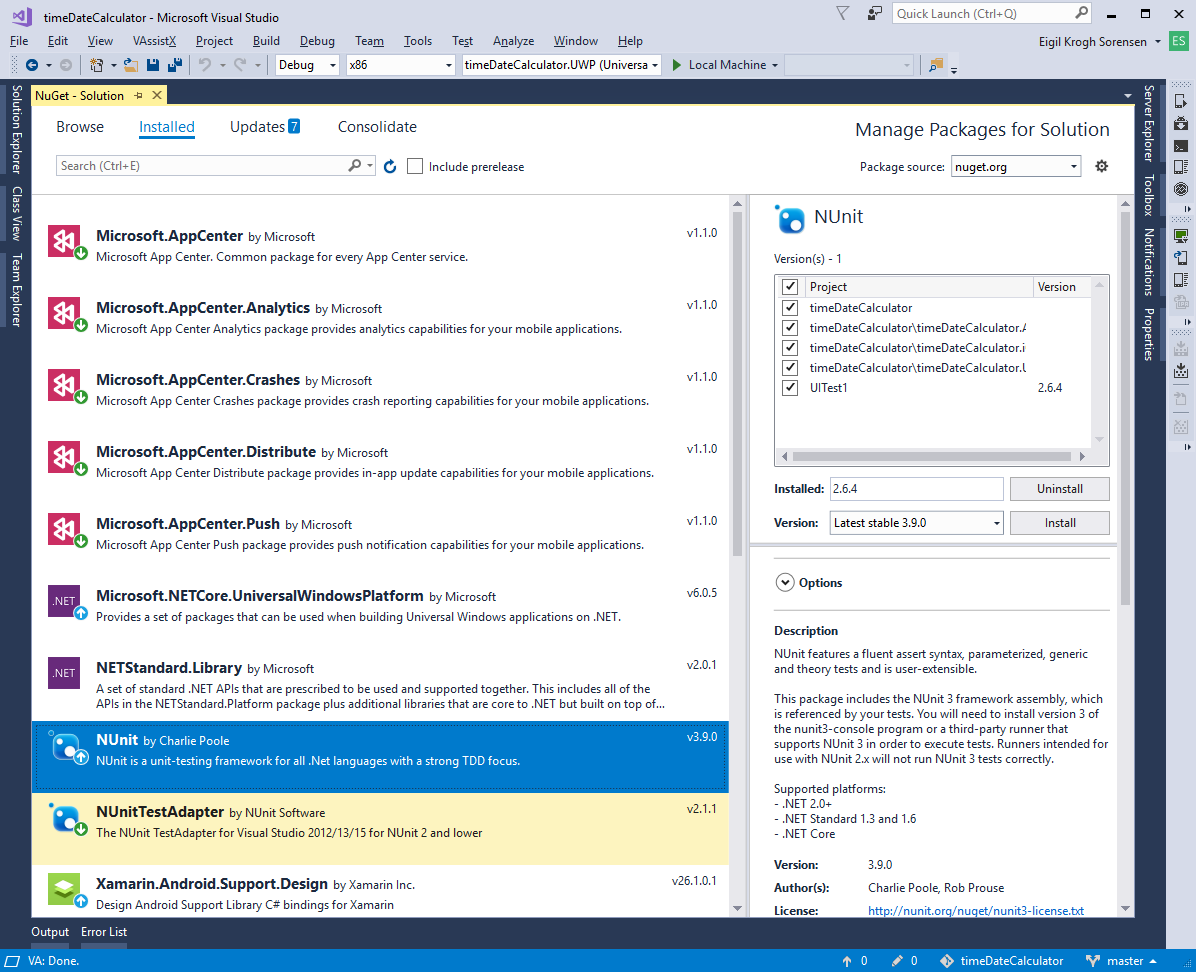 timeDateCalculator - Microsoft Visual Studio
Quick Launch (Ctrl+Q)
File Edit View VAssistX Project Build Debug Team Tools Test Analyze Window Help
Eigil Krogh Sorensen ES
Debug x86 timeDateCalculator.UWP (Universa Local Machine
Solution Explorer
Class View
Team Explorer
NuGet - Solution
Browse Installed Updates 7 Consolidate
Manage Packages for Solution
Search (Ctrl+E)
Include prerelease
Package source: nuget.org
Microsoft.AppCenter by Microsoft v1.1.0
Microsoft App Center. Common package for every App Center service.
Microsoft.AppCenter.Analytics by Microsoft v1.1.0
Microsoft App Center Analytics package provides analytics capabilities for your mobile applications.
Microsoft.AppCenter.Crashes by Microsoft v1.1.0
Microsoft App Center Crashes package provides crash reporting capabilities for your mobile applications.
Microsoft.AppCenter.Distribute by Microsoft v1.1.0
Microsoft App Center Distribute package provides in-app update capabilities for your mobile applications.
Microsoft.AppCenter.Push by Microsoft v1.1.0
Microsoft App Center Push package provides push notification capabilities for your mobile applications.
.NET
Microsoft.NETCore.UniversalWindowsPlatform by Microsoft v6.0.5
Provides a set of packages that can be used when building Universal Windows applications on .NET.
.NET
NETStandard.Library by Microsoft v2.0.1
A set of standard .NET APIs that are prescribed to be used and supported together. This includes all of the
APIs in the NETStandard.Platform package plus additional libraries that are core to .NET but built on top of...
NUnit by Charlie Poole v3.9.0
NUnit is a unit-testing framework for all .Net languages with a strong TDD focus.
NUnitTestAdapter by NUnit Software v2.1.1
The NUnit TestAdapter for Visual Studio 2012/13/15 for NUnit 2 and lower
Xamarin.Android.Support.Design by Xamarin Inc. v26.1.0.1
Design Android Support Library C# bindings for Xamarin
NUnit
Version(s) - 1
Project Version
timeDateCalculator
timeDateCalculator\timeDateCalculator.A
timeDateCalculator\timeDateCalculator.i
timeDateCalculator\timeDateCalculator.U
UITest1 2.6.4
Installed: 2.6.4 Uninstall
Version: Latest stable 3.9.0 Install
Options
Description
NUnit features a fluent assert syntax, parameterized, generic
and theory tests and is user-extensible.
This package includes the NUnit 3 framework assembly, which
is referenced by your tests. You will need to install version 3 of
the nunit3-console program or a third-party runner that
supports NUnit 3 in order to execute tests. Runners intended for
use with NUnit 2.x will not run NUnit 3 tests correctly.
Supported platforms:
- .NET 2.0+
- .NET Standard 1.3 and 1.6
- .NET Core
Version: 3.9.0
Author(s): Charlie Poole, Rob Prouse
License: http://nunit.org/nuget/nunit3-license.txt
Server Explorer
Toolbox
Notifications
Properties
Output Error List
VA: Done.
0 0 timeDateCalculator master